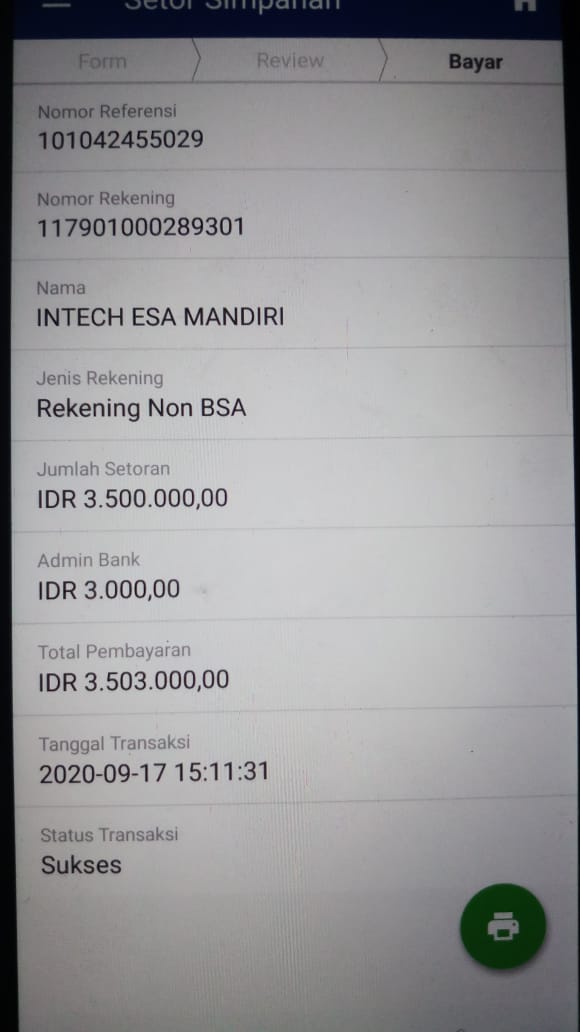 Setor Simpanan
Form
Review
Bayar
Nomor Referensi
101042455029
Nomor Rekening
117901000289301
Nama
INTECH ESA MANDIRI
Jenis Rekening
Rekening Non BSA
Jumlah Setoran
IDR 3.500.000,00
Admin Bank
IDR 3.000,00
Total Pembayaran
IDR 3.503.000,00
Tanggal Transaksi
2020-09-17 15:11:31
Status Transaksi
Sukses